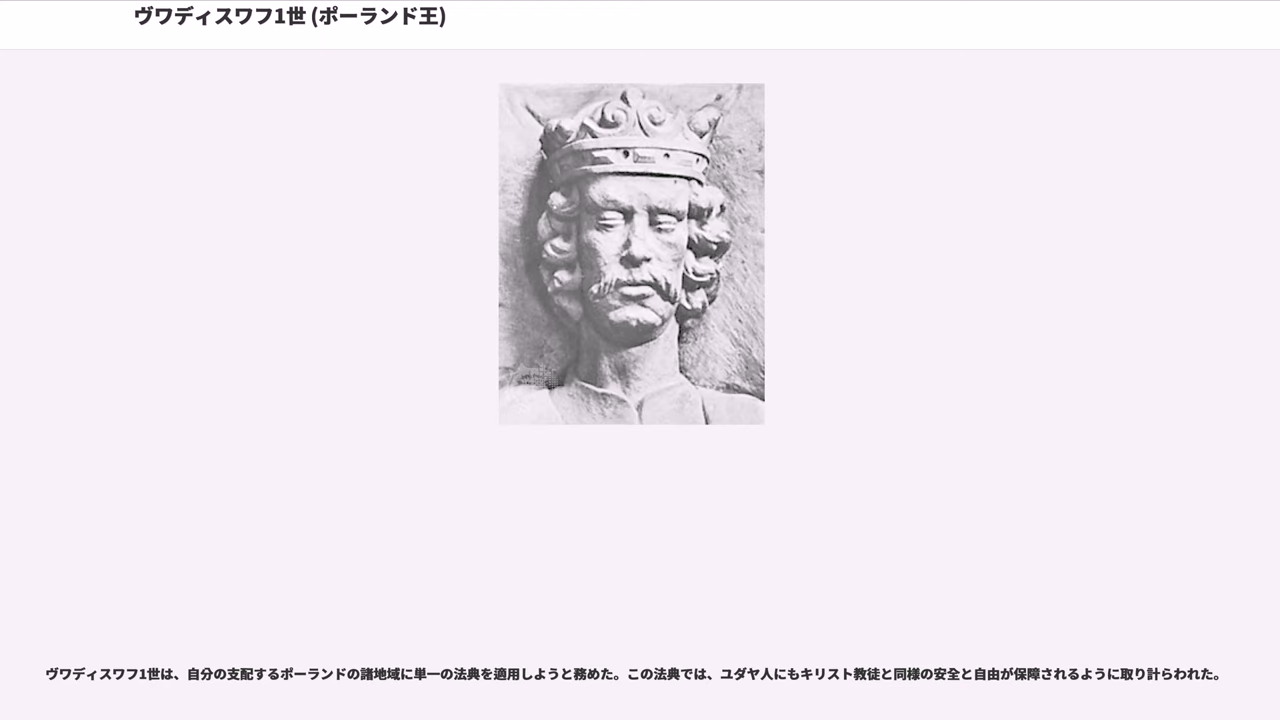 ヴワディスワフ1世 (ポーランド王)
ヴワディスワフ1世は、自分の支配するポーランドの諸地域に単一の法典を適用しようと務めた。この法典では、ユダヤ人にもキリスト教徒と同様の安全と自由が保障されるように取り計らわれた。